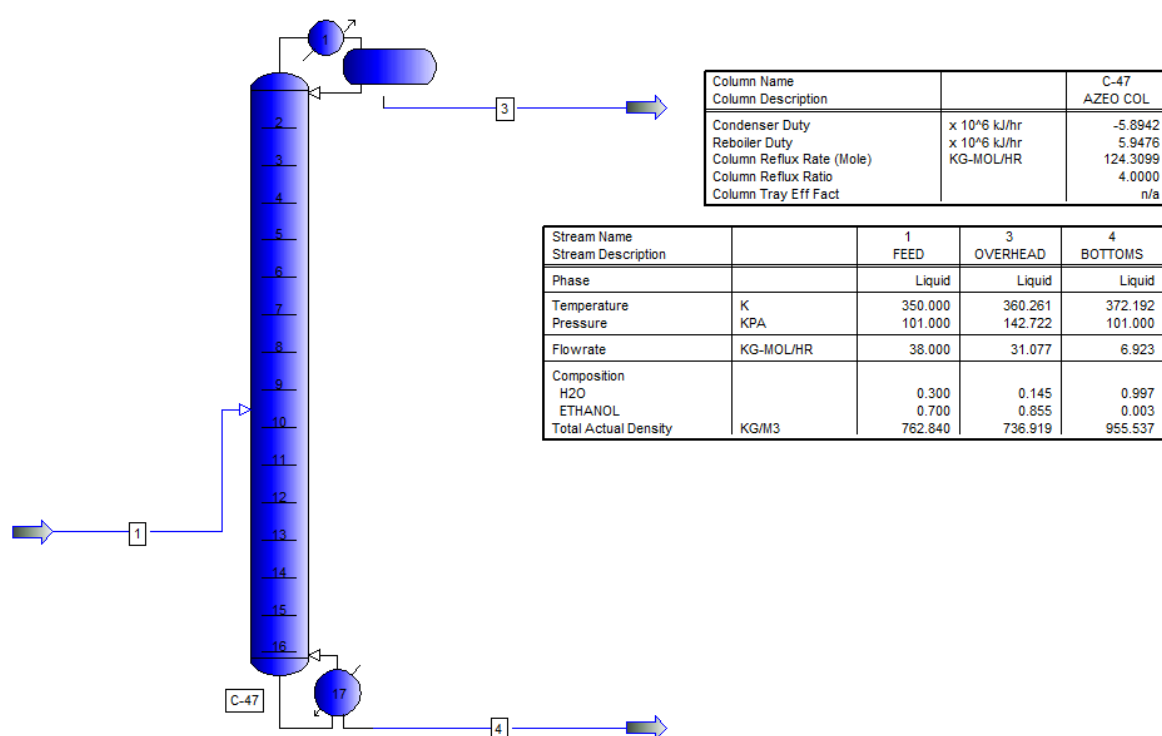 1
2
3
4
5
6
7
8
9
10
11
12
13
14
15
16
17
C-47
1
3
4
Column Name C-47
Column Description AZEO COL
Condenser Duty x 10^6 kJ/hr -5.8942
Reboiler Duty x 10^6 kJ/hr 5.9476
Column Reflux Rate (Mole) KG-MOL/HR 124.3099
Column Reflux Ratio 4.0000
Column Tray Eff Fact n/a
Stream Name 1 3 4
Stream Description FEED OVERHEAD BOTTOMS
Phase Liquid Liquid Liquid
Temperature K 350.000 360.261 372.192
Pressure KPA 101.000 142.722 101.000
Flowrate KG-MOL/HR 38.000 31.077 6.923
Composition
H2O 0.300 0.145 0.997
ETHANOL 0.700 0.855 0.003
Total Actual Density KG/M3 762.840 736.919 955.537